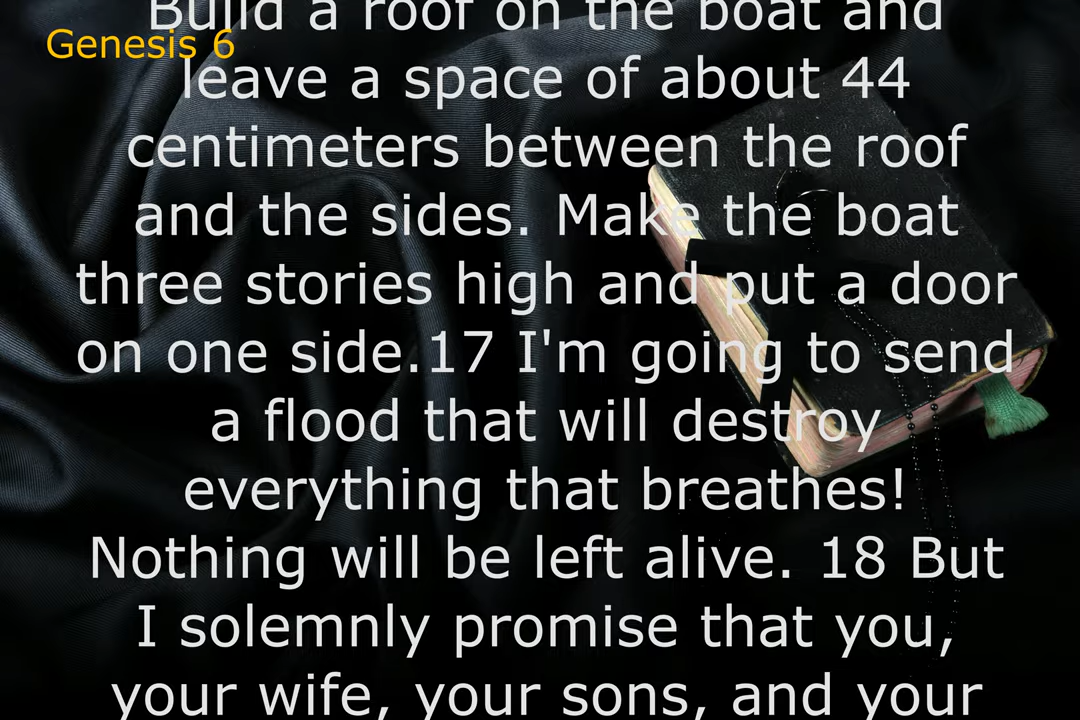 Build a roof on the boat and
Genesis 6
leave a space of about 44
centimeters between the roof
and the sides. Make the boat
three stories high and put a door
on one side.17 I'm going to send
a flood that will destroy
everything that breathes!
Nothing will be left alive. 18 But
I solemnly promise that you,
your wife, your sons, and your